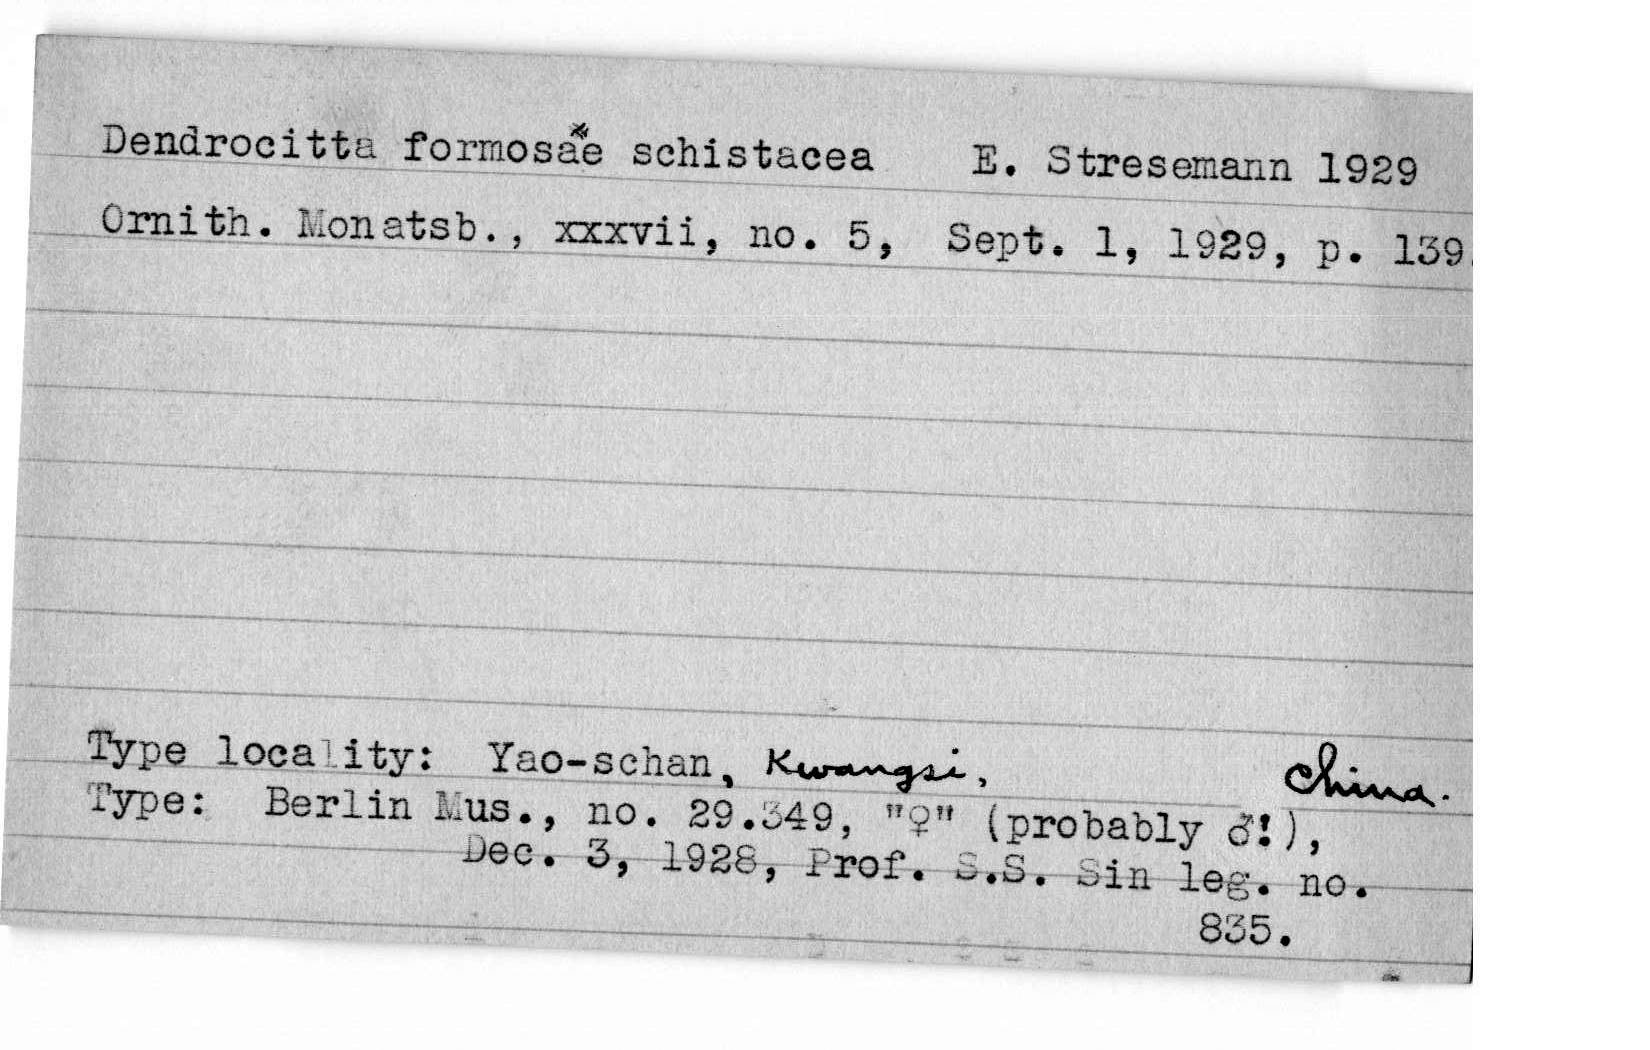 Dendrocitta formosae schistacea E. Stresemann 1929
Ornith. Monatsb., xxxvii, no. 5, Sept. 1, 1929, p. 139.
Type locality: Yao-schan, Kwangsi, China.
Type: Berlin Mus., no. 29.349, "♀" (probably ♂!),
Dec. 3, 1928, Prof. S.S. Sin leg. no.
835.